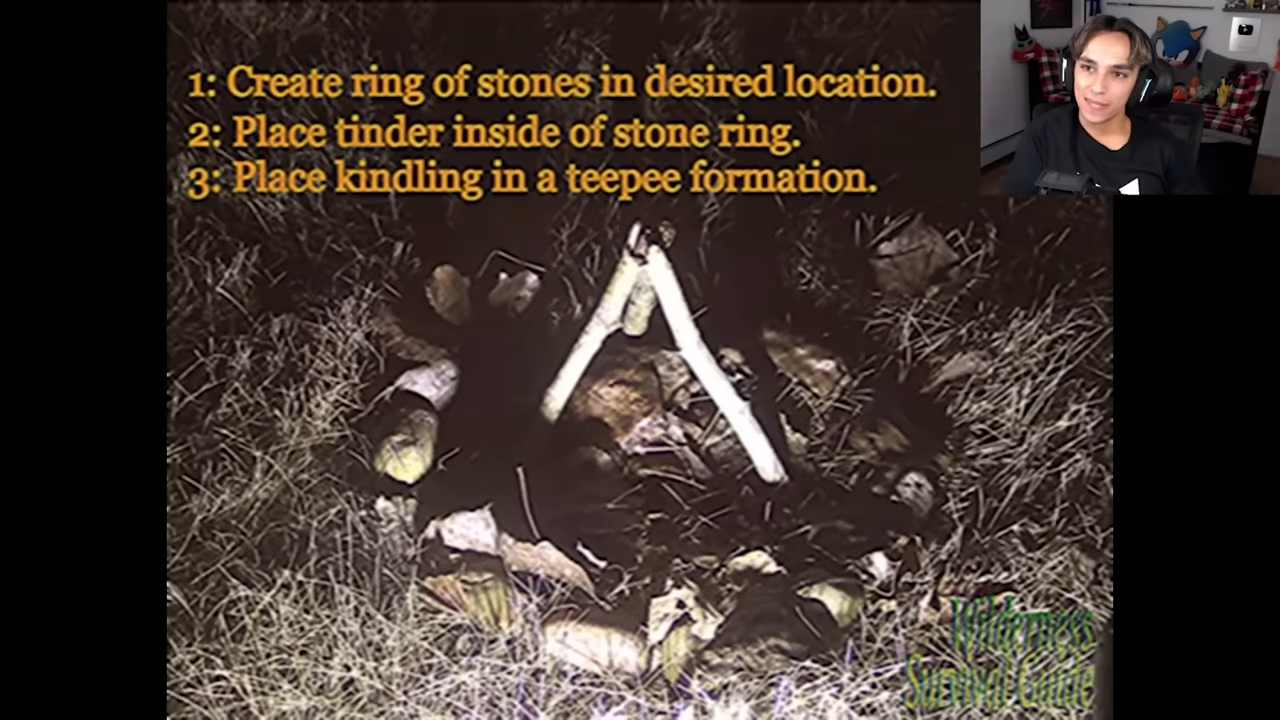 1: Create ring of stones in desired location.
2: Place tinder inside of stone ring.
3: Place kindling in a teepee formation.
Wilderness
Survival Guide